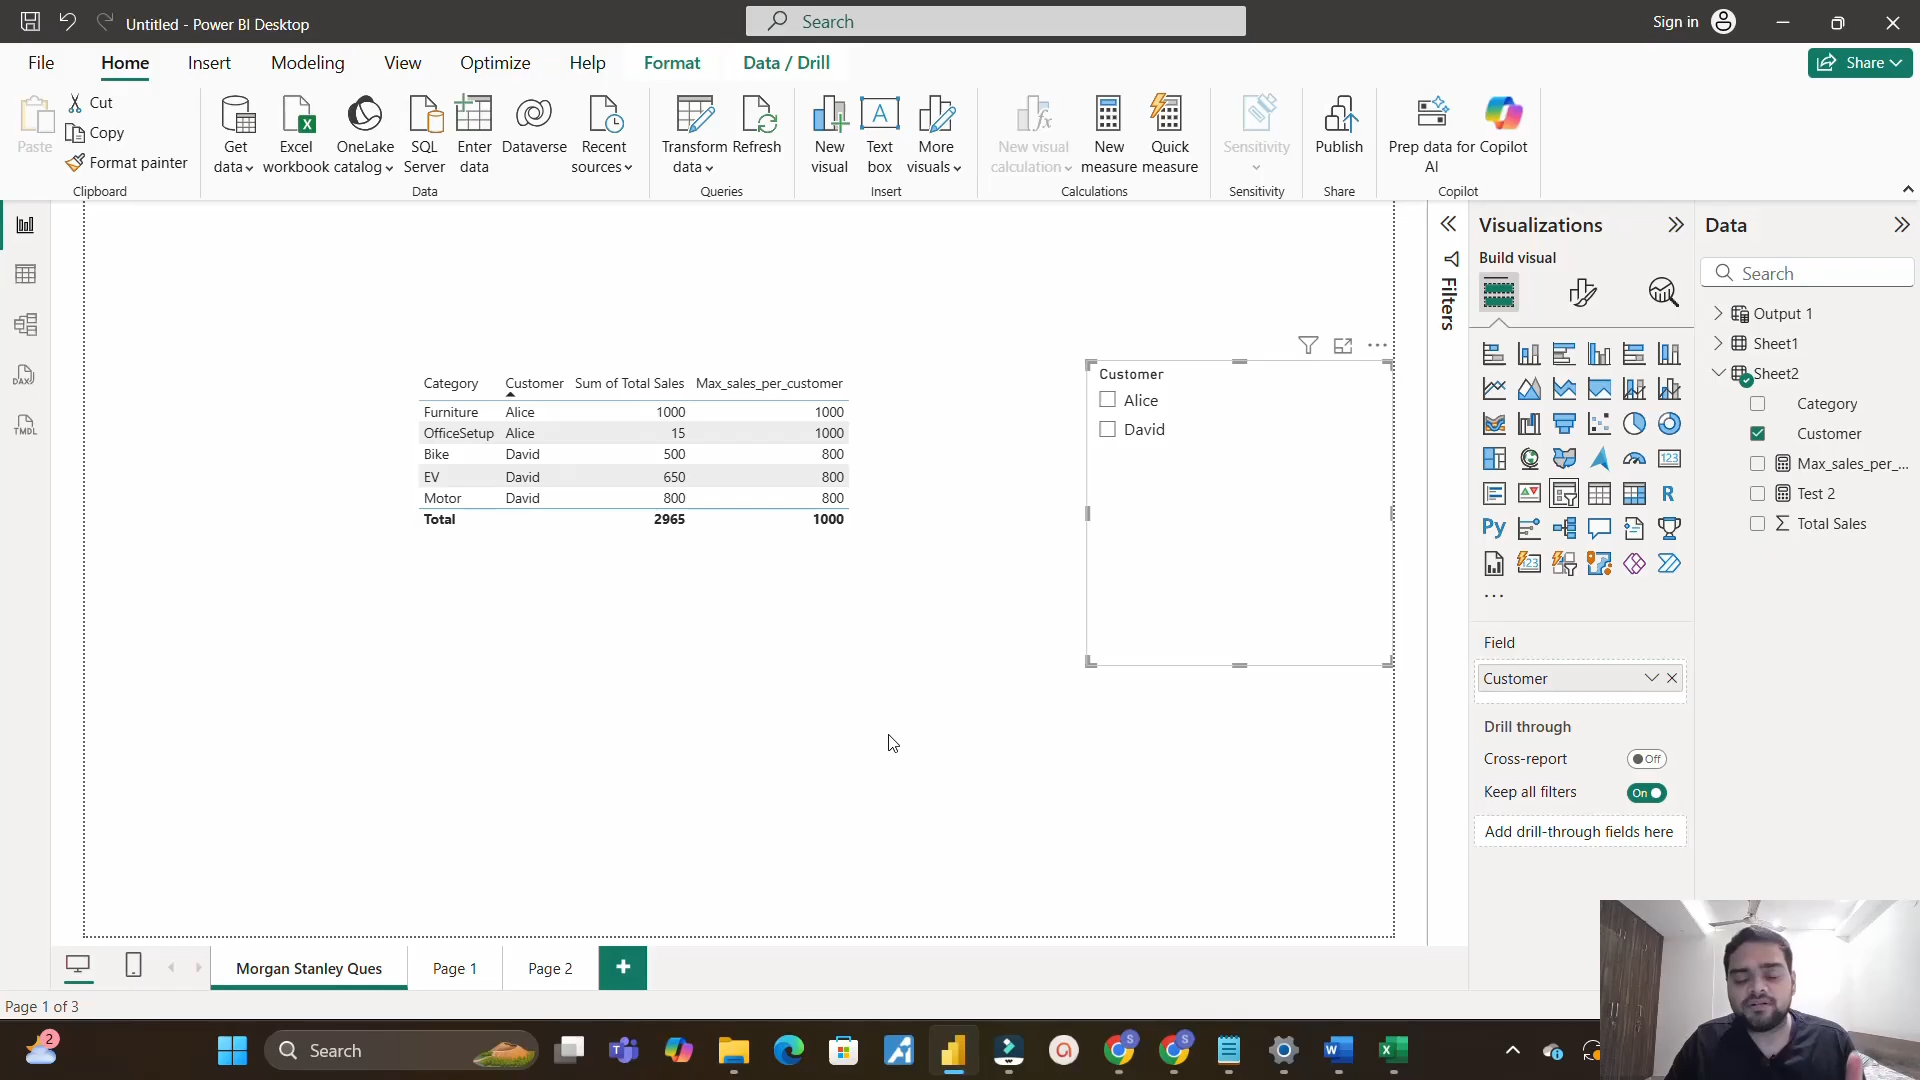 Untitled - Power BI Desktop
Search
Sign in
File
Home
Insert
Modeling
View
Optimize
Help
Format
Data / Drill
Share
Paste
Cut
Copy
Format painter
Clipboard
Get data
Excel workbook
OneLake catalog
SQL Server
Enter data
Dataverse
Recent sources
Data
Transform data
Refresh
Queries
New visual
Text box
More visuals
Insert
New visual calculation
New measure
Quick measure
Calculations
Sensitivity
Sensitivity
Publish
Share
Prep data for AI
Copilot
Copilot
Category Customer Sum of Total Sales Max_sales_per_customer
Furniture Alice 1000 1000
OfficeSetup Alice 15 1000
Bike David 500 800
EV David 650 800
Motor David 800 800
Total 2965 1000
Customer
Alice
David
Filters
Visualizations
Build visual
123
R
Py
123
...
Field
Customer
Drill through
Cross-report
Off
Keep all filters
On
Add drill-through fields here
Data
Search
Output 1
Sheet1
Sheet2
Category
Customer
Max_sales_per_...
Test 2
Total Sales
DAX
TMDL
Morgan Stanley Ques
Page 1
Page 2
+
Page 1 of 3
2
Search